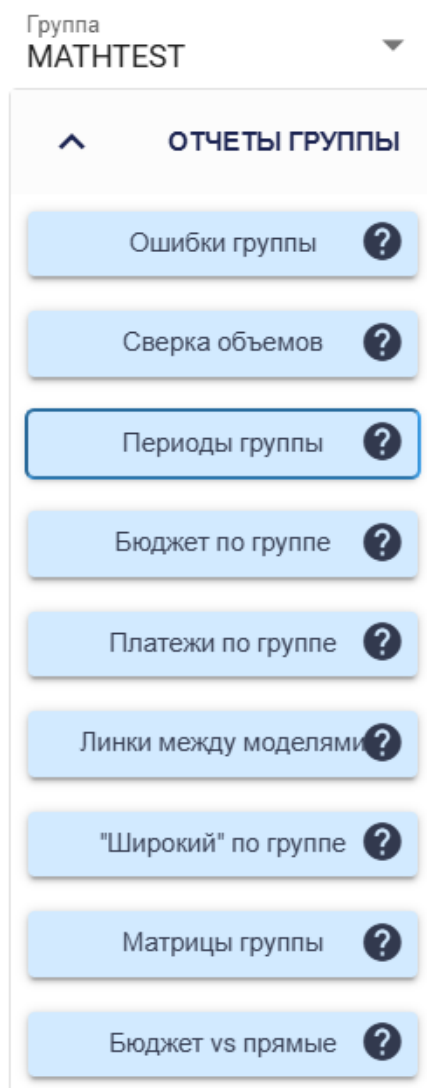 Группа
MATHTEST
ОТЧЕТЫ ГРУППЫ
Ошибки группы ?
Сверка объемов ?
Периоды группы ?
Бюджет по группе ?
Платежи по группе ?
Линки между моделями ?
"Широкий" по группе ?
Матрицы группы ?
Бюджет vs прямые ?